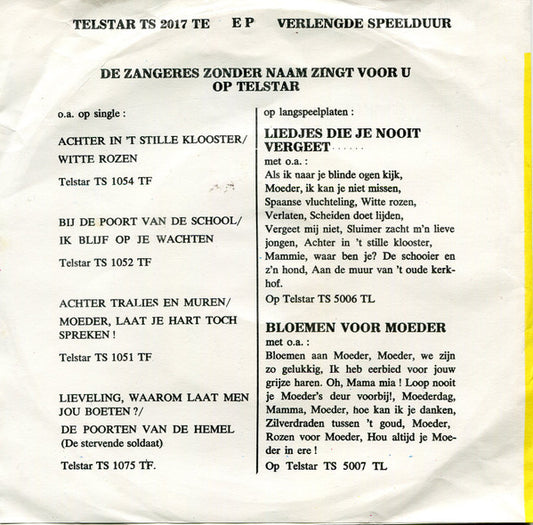 TELSTAR TS 2017 TE E P VERLENGDE SPEELDUUR
DE ZANGERES ZONDER NAAM ZINGT VOOR U
OP TELSTAR
o.a. op single :
ACHTER IN 'T STILLE KLOOSTER/
WITTE ROZEN
Telstar TS 1054 TF
BIJ DE POORT VAN DE SCHOOL/
IK BLIJF OP JE WACHTEN
Telstar TS 1052 TF
ACHTER TRALIES EN MUREN/
MOEDER, LAAT JE HART TOCH
SPREKEN !
Telstar TS 1051 TF
LIEVELING, WAAROM LAAT MEN
JOU BOETEN ?/
DE POORTEN VAN DE HEMEL
(De stervende soldaat)
Telstar TS 1075 TF.
op langspeelplaten :
LIEDJES DIE JE NOOIT
VERGEET ......
met o.a. :
Als ik naar je blinde ogen kijk,
Moeder, ik kan je niet missen,
Spaanse vluchteling, Witte rozen,
Verlaten, Scheiden doet lijden,
Vergeet mij niet, Sluimer zacht m'n lieve
jongen, Achter in 't stille klooster,
Mammie, waar ben je? De schooier en
z'n hond, Aan de muur van 't oude kerk-
hof.
Op Telstar TS 5006 TL
BLOEMEN VOOR MOEDER
met o.a. :
Bloemen aan Moeder, Moeder, we zijn
zo gelukkig, Ik heb eerbied voor jouw
grijze haren. Oh, Mama mia ! Loop nooit
je Moeder's deur voorbij!, Moederdag,
Mamma, Moeder, hoe kan ik je danken,
Zilverdraden tussen 't goud, Moeder,
Rozen voor Moeder, Hou altijd je Moe-
der in ere !
Op Telstar TS 5007 TL